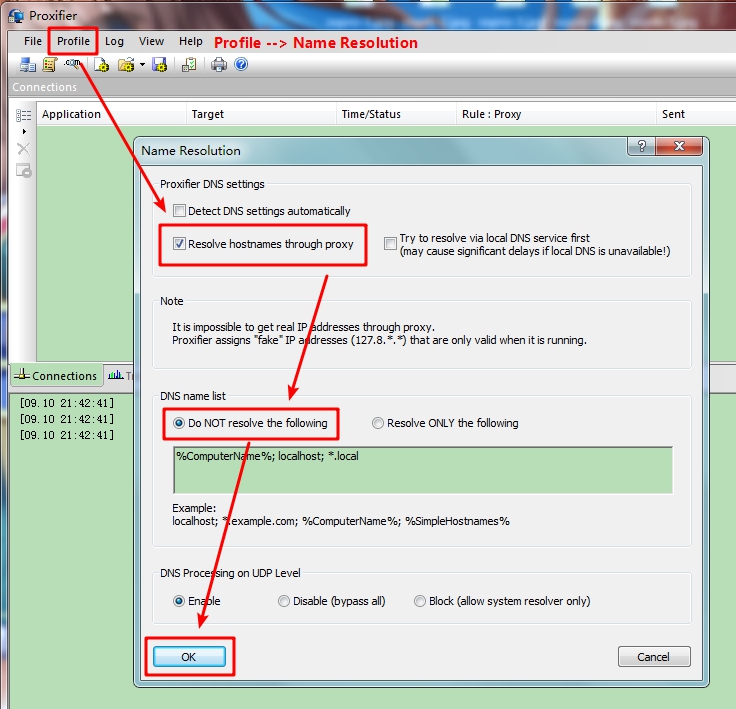 Proxifier
File Profile Log View Help Profile --> Name Resolution
Connections
Application Target Time/Status Rule : Proxy Sent
Name Resolution
Proxifier DNS settings
Detect DNS settings automatically
Resolve hostnames through proxy
Try to resolve via local DNS service first
(may cause significant delays if local DNS is unavailable!)
Note
It is impossible to get real IP addresses through proxy.
Proxifier assigns "fake" IP addresses (127.8.*.*) that are only valid when it is running.
Connections
[09.10 21:42:41]
[09.10 21:42:41]
[09.10 21:42:41]
DNS name list
Do NOT resolve the following
Resolve ONLY the following
%ComputerName%; localhost; *.local
Example:
localhost; *.example.com; %ComputerName%; %SimpleHostnames%
DNS Processing on UDP Level
Enable
Disable (bypass all)
Block (allow system resolver only)
OK
Cancel